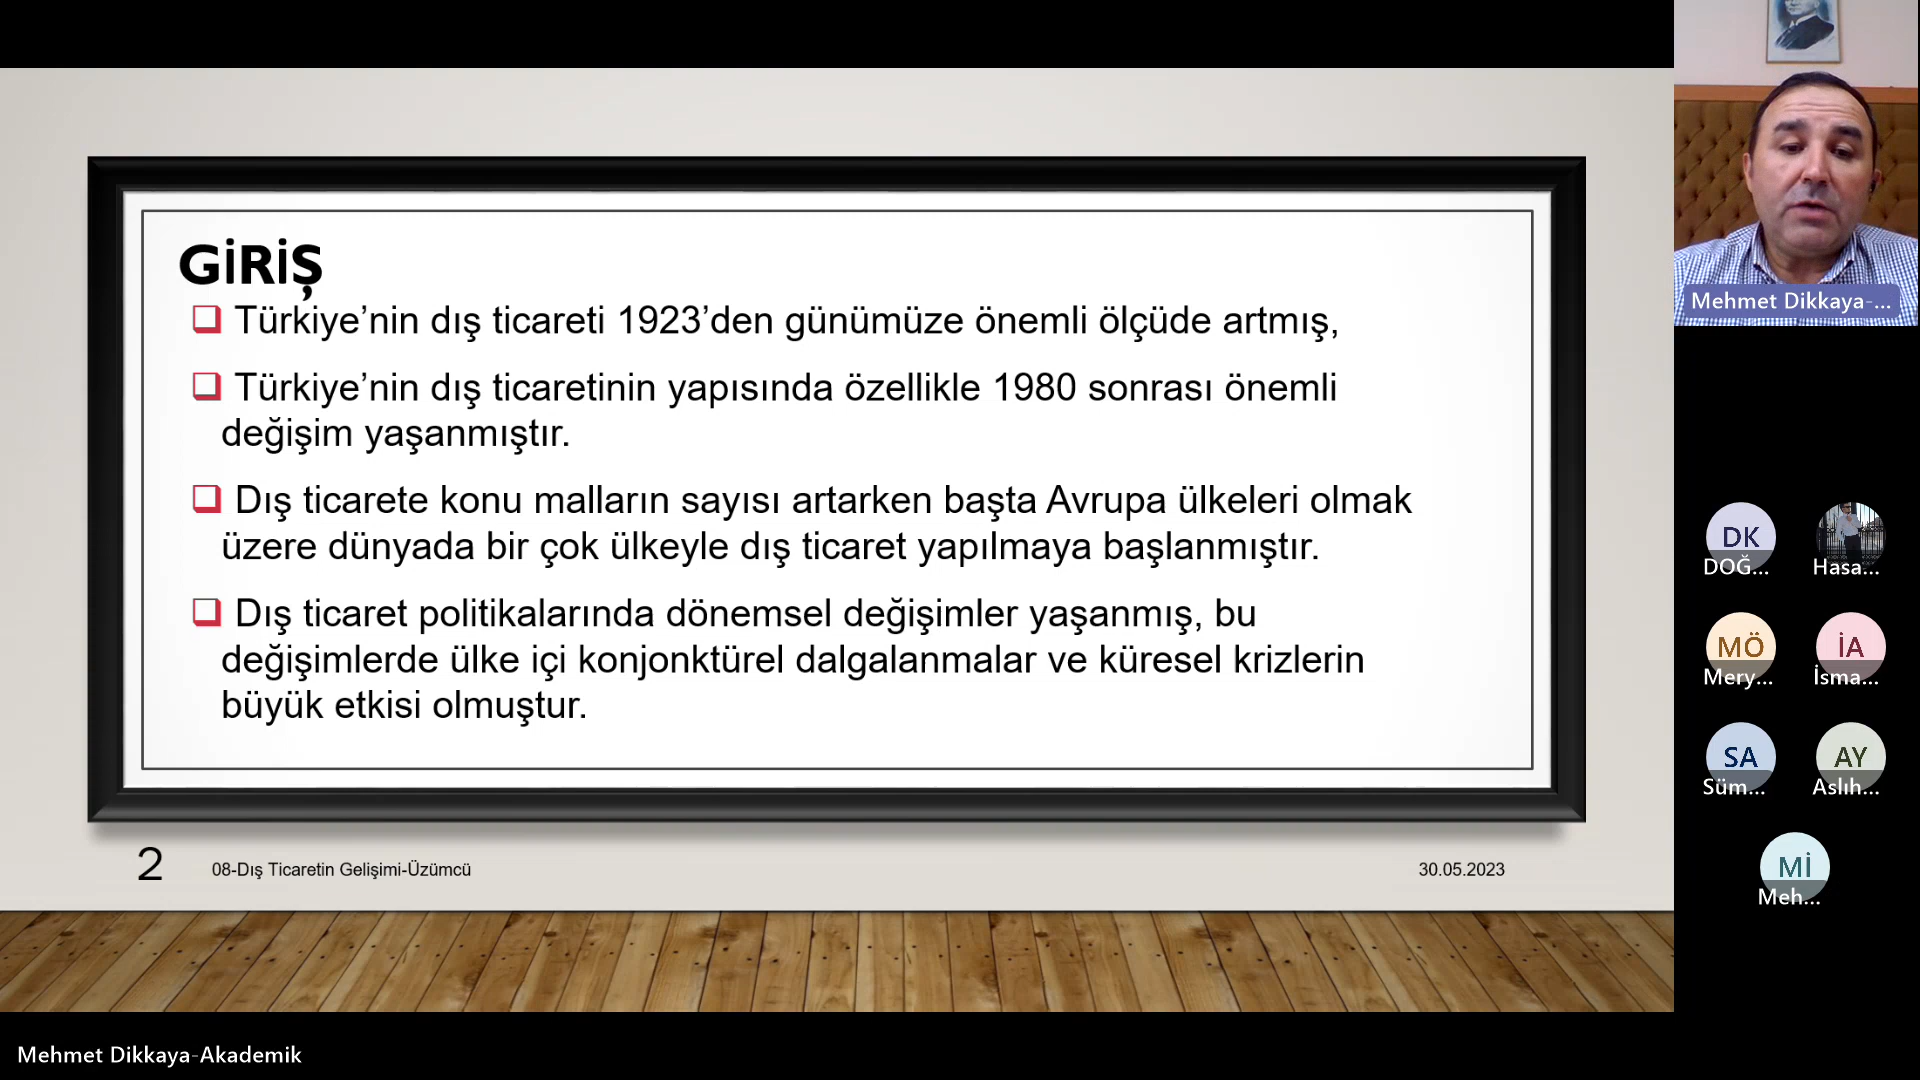 GİRİŞ
❑ Türkiye’nin dış ticareti 1923’den günümüze önemli ölçüde artmış,
❑ Türkiye’nin dış ticaretinin yapısında özellikle 1980 sonrası önemli
değişim yaşanmıştır.
❑ Dış ticarete konu malların sayısı artarken başta Avrupa ülkeleri olmak
üzere dünyada bir çok ülkeyle dış ticaret yapılmaya başlanmıştır.
❑ Dış ticaret politikalarında dönemsel değişimler yaşanmış, bu
değişimlerde ülke içi konjonktürel dalgalanmalar ve küresel krizlerin
büyük etkisi olmuştur.
2
08-Dış Ticaretin Gelişimi-Üzümcü
30.05.2023
Mehmet Dikkaya-...
DK
DOĞ...
Hasa...
MÖ
Mery...
İA
İsma...
SA
Süm...
AY
Aslıh...
Mİ
Meh...
Mehmet Dikkaya-Akademik